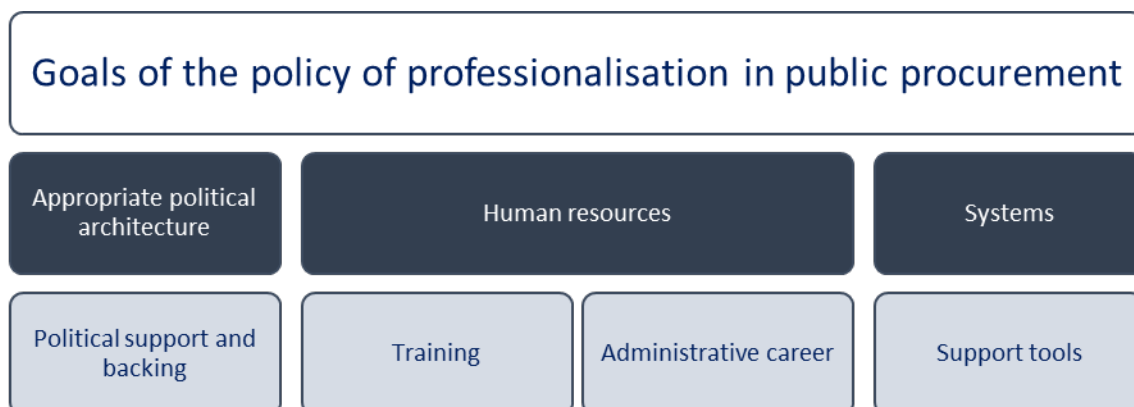 Goals of the policy of professionalisation in public procurement
Appropriate political
architecture
Human resources
Systems
Political support and
backing
Training
Administrative career
Support tools